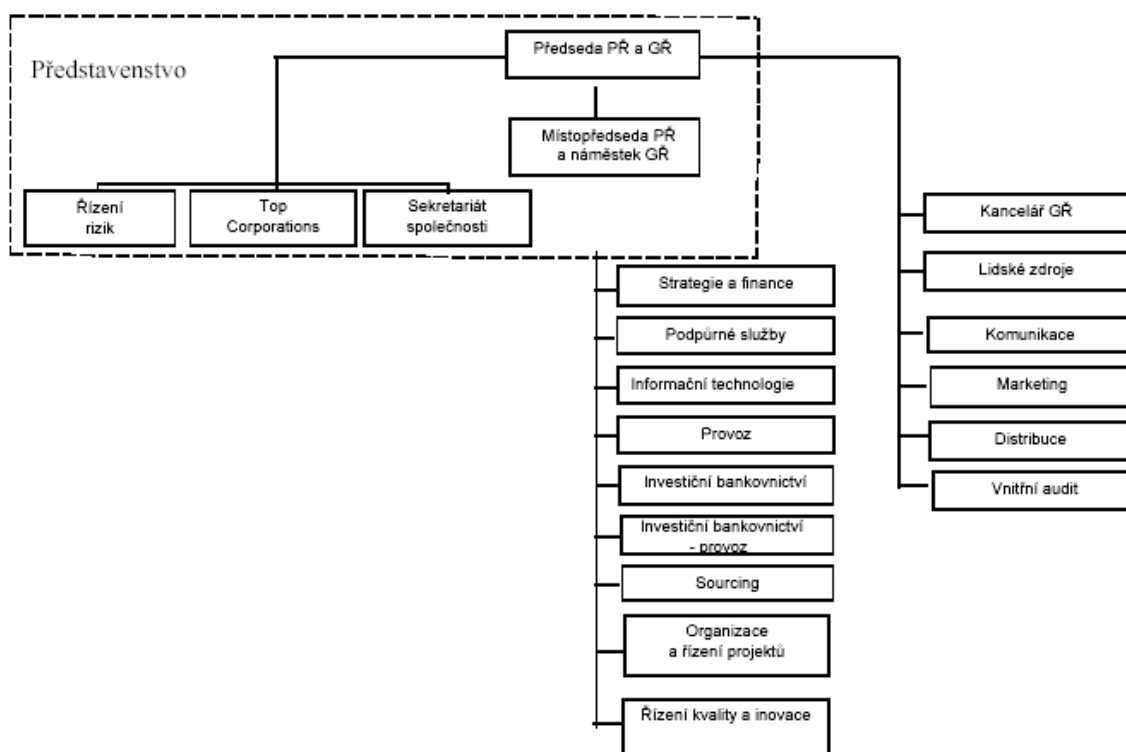 Předseda PŘ a GŘ
Představenstvo
Místopředseda PŘ
a náměstek GŘ
Řízení
rizik
Top
Corporations
Sekretariát
společnosti
Strategie a finance
Podpůrné služby
Informační technologie
Provoz
Investiční bankovnictví
Investiční bankovnictví
- provoz
Sourcing
Organizace
a řízení projektů
Řízení kvality a inovace
Kancelář GŘ
Lidské zdroje
Komunikace
Marketing
Distribuce
Vnitřní audit